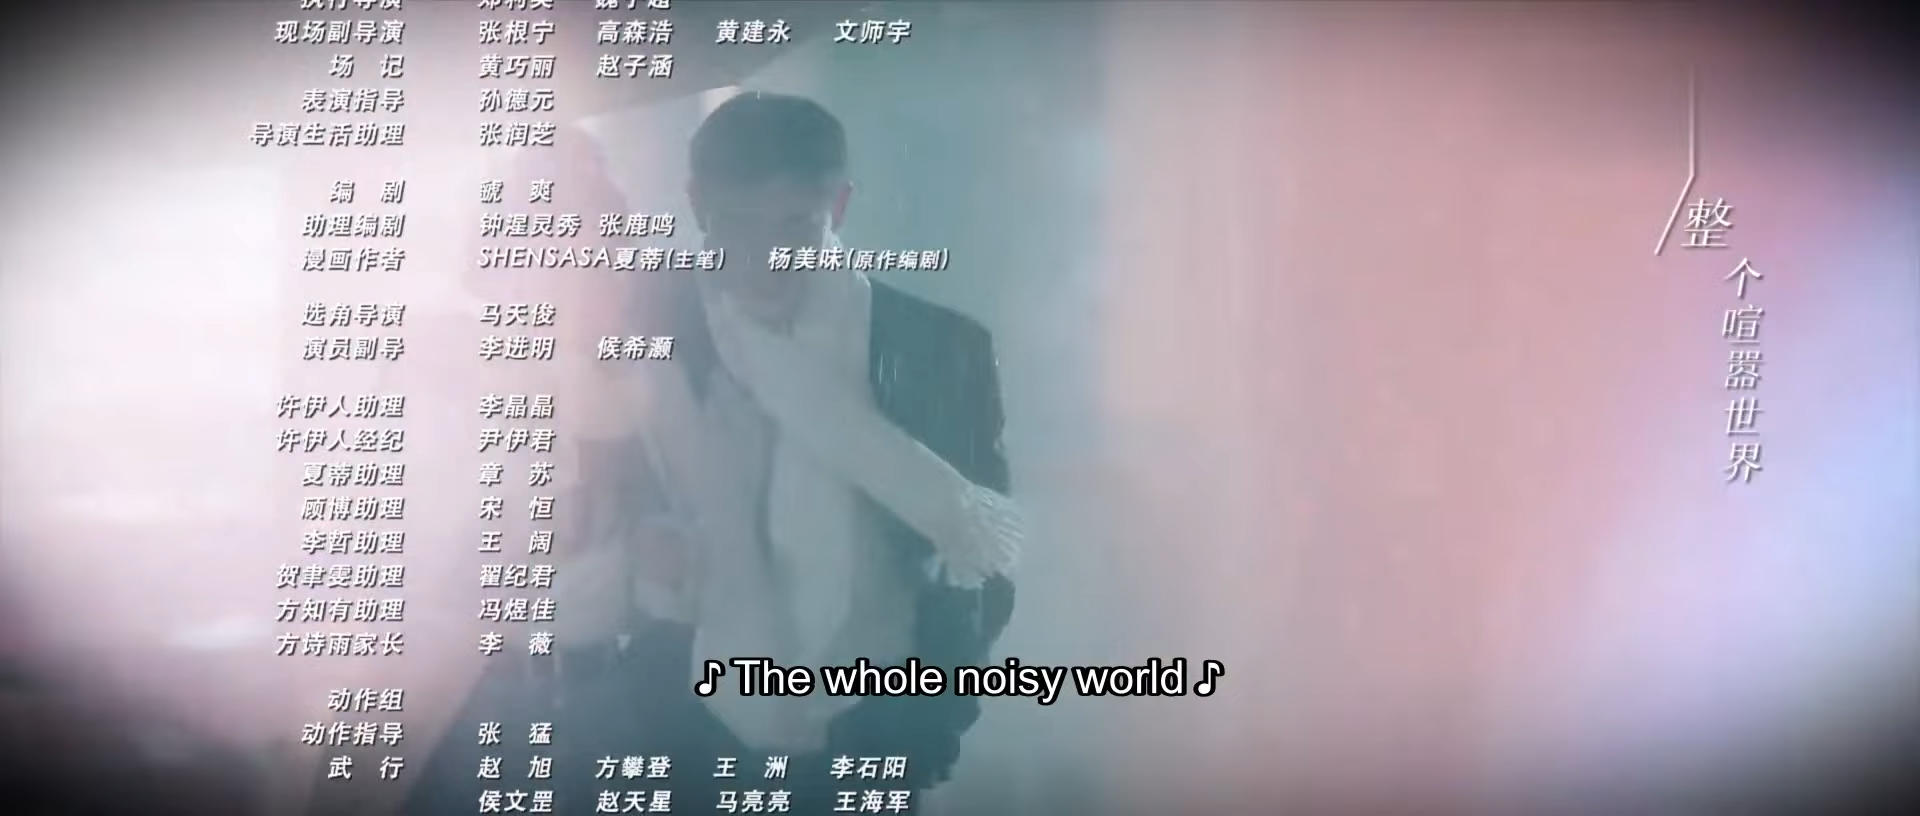 现场副导演 张根宁 高森浩 黄建永 文师宇
场 记 黄巧丽 赵子涵
表演指导 孙德元
导演生活助理 张润芝
编 剧 虢 爽
助理编剧 钟湦灵秀 张鹿鸣
漫画作者 SHENSASA夏蒂(主笔) 杨美味(原作编剧)
选角导演 马天俊
演员副导 李进明 候希灏
许伊人助理 李晶晶
许伊人经纪 尹伊君
夏蒂助理 章 苏
顾博助理 宋 恒
李哲助理 王 阔
贺聿雯助理 翟纪君
方知有助理 冯煜佳
方诗雨家长 李 薇
动作组
动作指导 张 猛
武 行 赵 旭 方攀登 王 洲 李石阳
侯文罡 赵天星 马亮亮 王海军
整个喧嚣世界
♪ The whole noisy world ♪